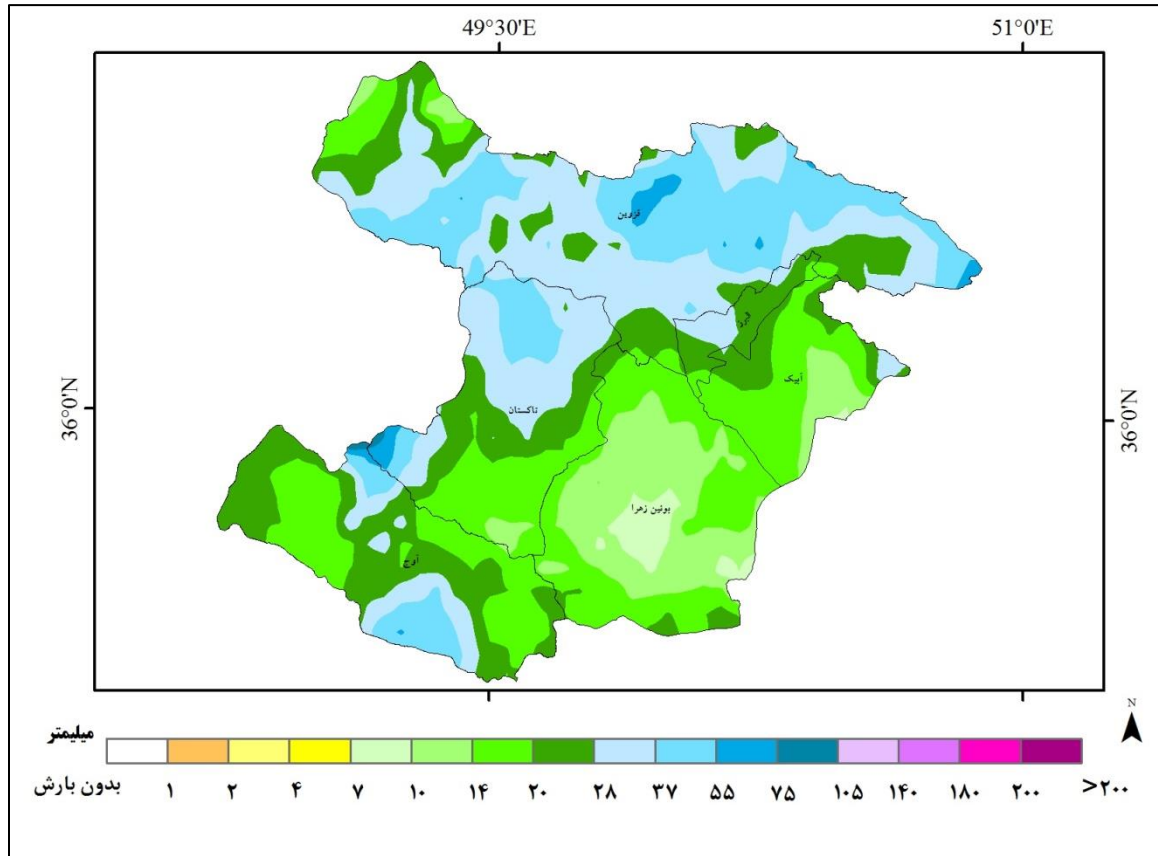 49°30'E 51°0'E
36°0'N 36°0'N
قزوین
البرز
آبیک
تاکستان
بوئین زهرا
آوج
N
میلیمتر
بدون بارش ۱ ۲ ۴ ۷ ۱۰ ۱۴ ۲۰ ۲۸ ۳۷ ۵۵ ۷۵ ۱۰۵ ۱۴۰ ۱۸۰ ۲۰۰ >۲۰۰